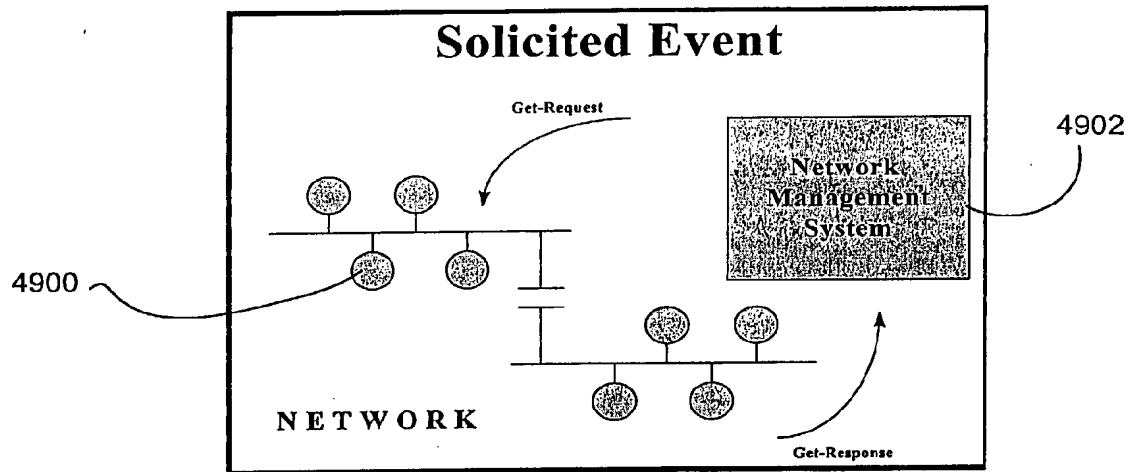 Solicited Event
Get-Request
4902
Network
Management
System
4900
NETWORK
Get-Response